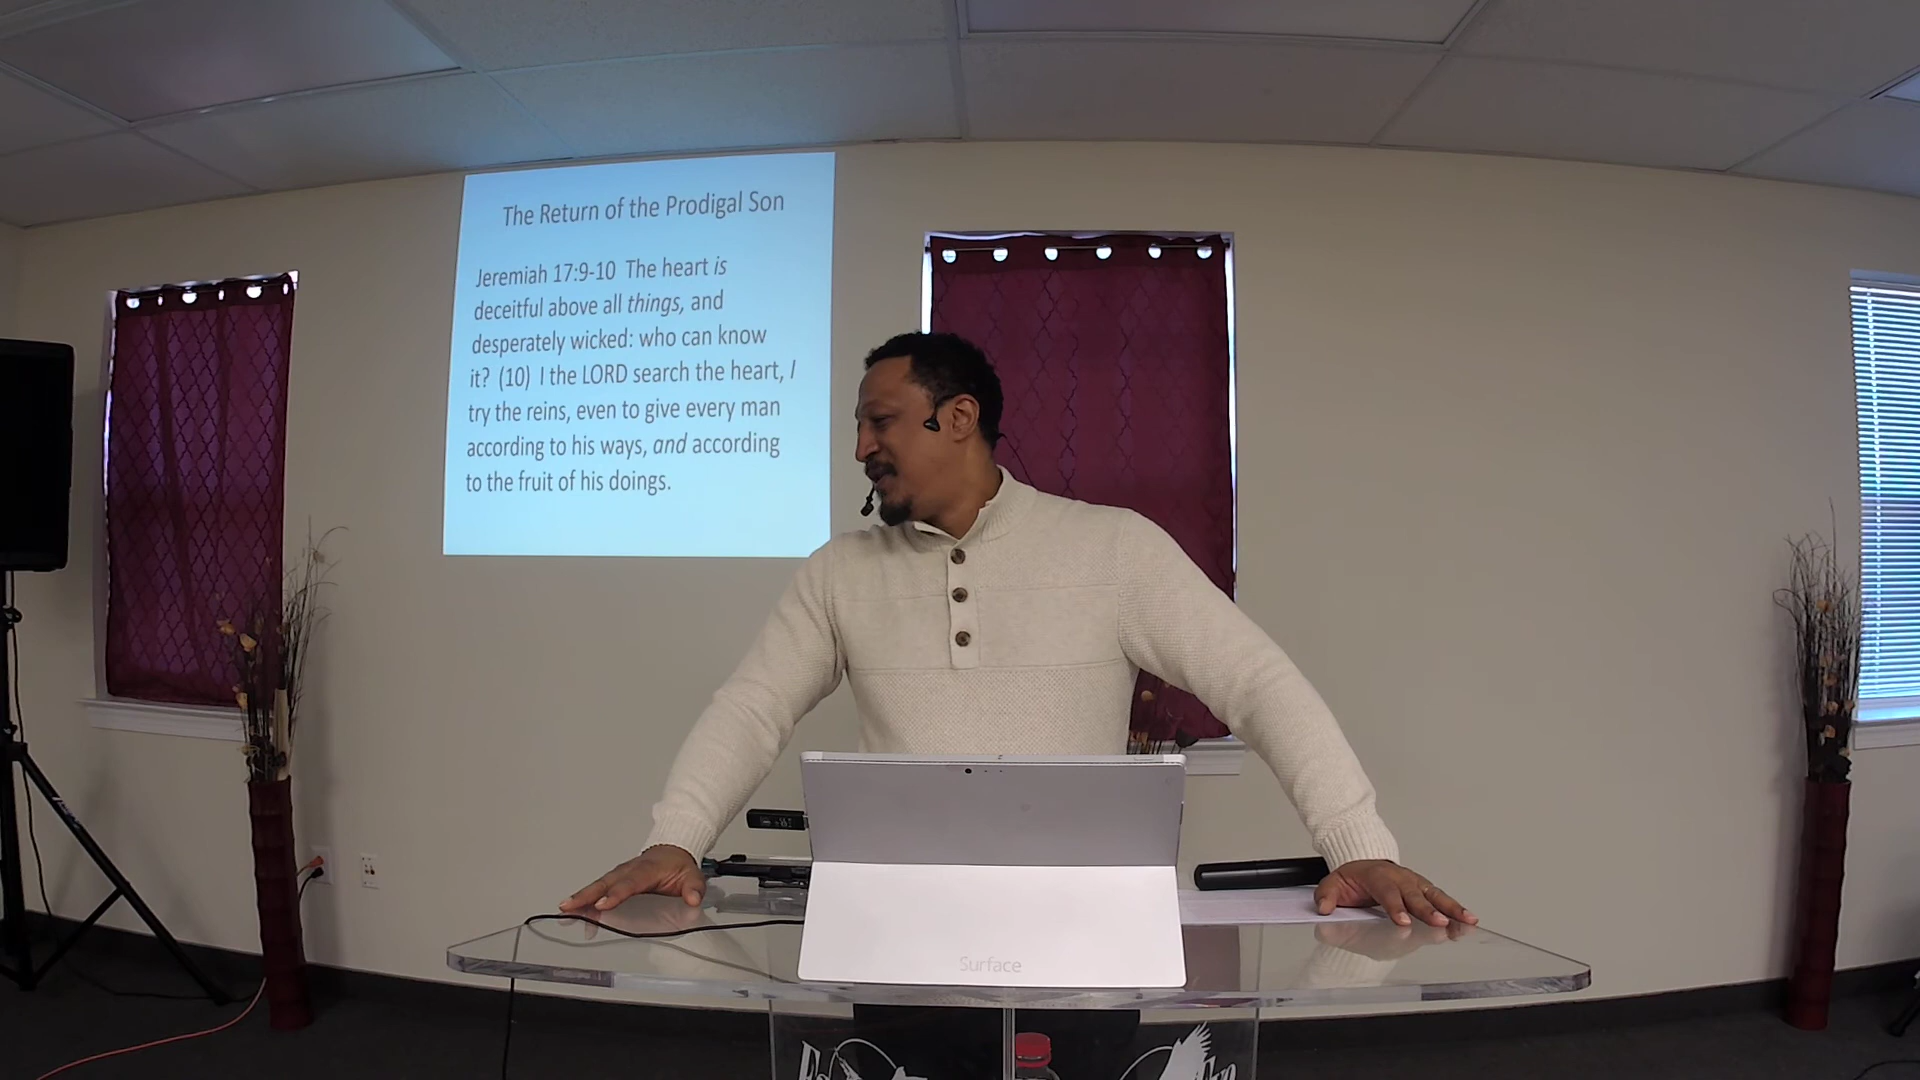 The Return of the Prodigal Son
Jeremiah 17:9-10 The heart is
deceitful above all things, and
desperately wicked: who can know
it? (10) I the LORD search the heart, I
try the reins, even to give every man
according to his ways, and according
to the fruit of his doings.
Surface